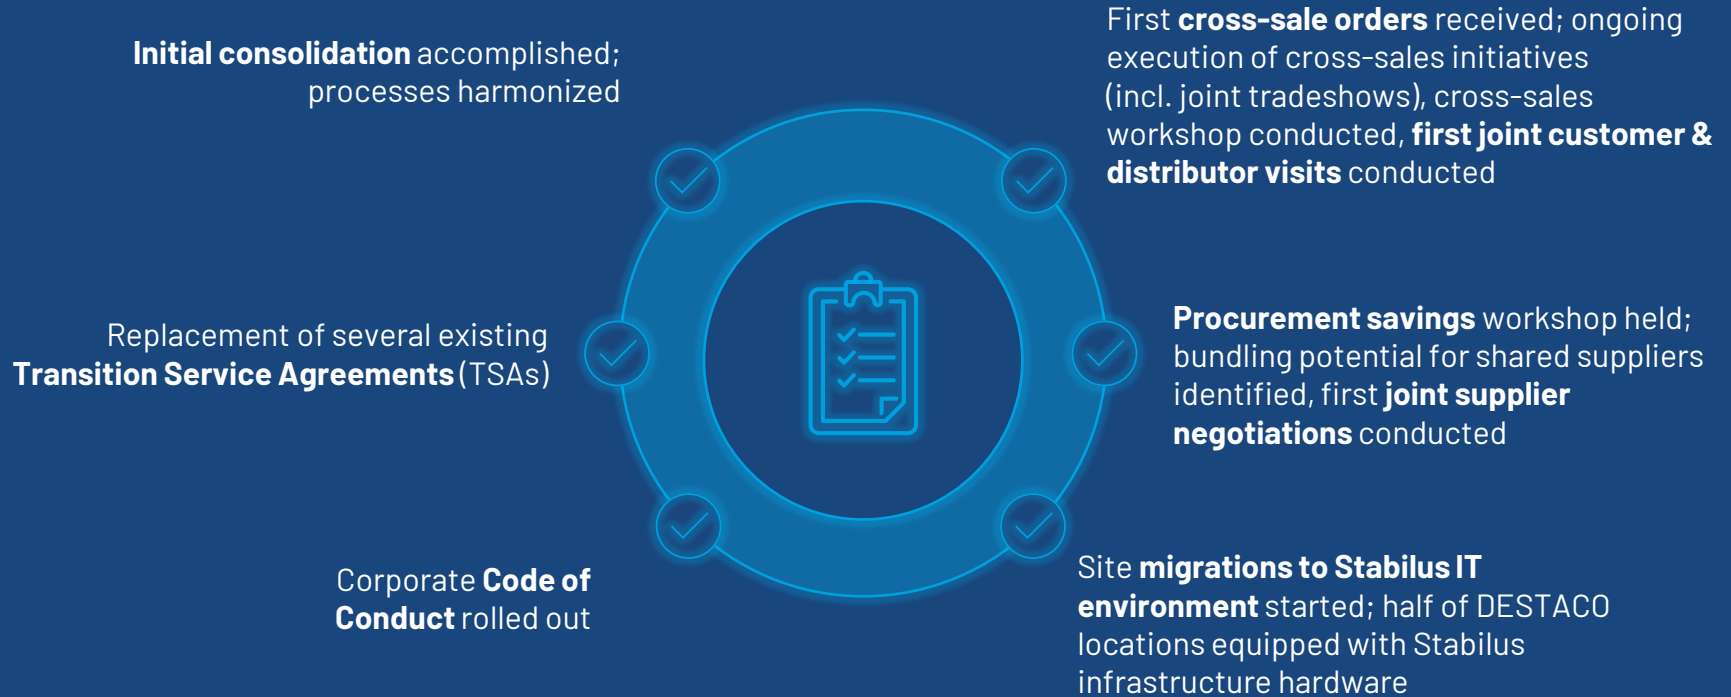 Initial consolidation accomplished;
processes harmonized
Replacement of several existing
Transition Service Agreements (TSAs)
Corporate Code of
Conduct rolled out
First cross-sale orders received; ongoing
execution of cross-sales initiatives
(incl. joint tradeshows), cross-sales
workshop conducted, first joint customer &
distributor visits conducted
Procurement savings workshop held;
bundling potential for shared suppliers
identified, first joint supplier
negotiations conducted
Site migrations to Stabilus IT
environment started; half of DESTACO
locations equipped with Stabilus
infrastructure hardware